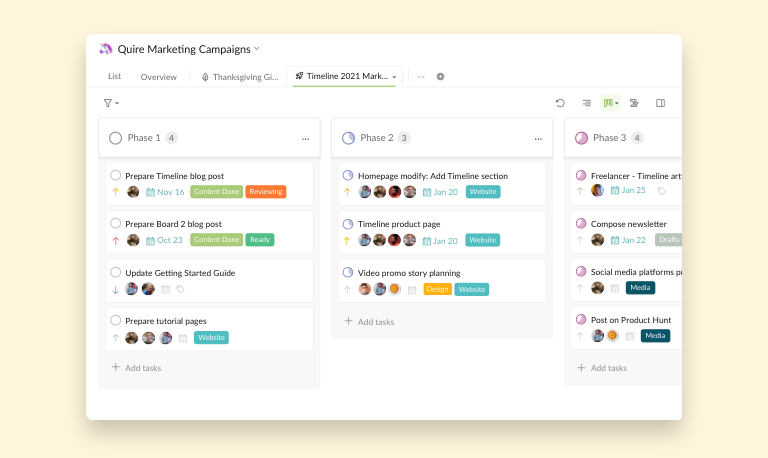 Quire Marketing Campaigns
List
Overview
Thanksgiving Gi...
Timeline 2021 Mark...
Phase 1 4
Prepare Timeline blog post
Nov 16 Content Done Reviewing
Prepare Board 2 blog post
Oct 23 Content Done Ready
Update Getting Started Guide
Prepare tutorial pages
Website
Add tasks
Phase 2 3
Homepage modify: Add Timeline section
Jan 20 Website
Timeline product page
Jan 20 Website
Video promo story planning
Design Website
Add tasks
Phase 3 4
Freelancer - Timeline
Jan 25
Compose newsletter
Jan 22 Drafts
Social media platforms
Media
Post on Product Hunt
Media
Add tasks